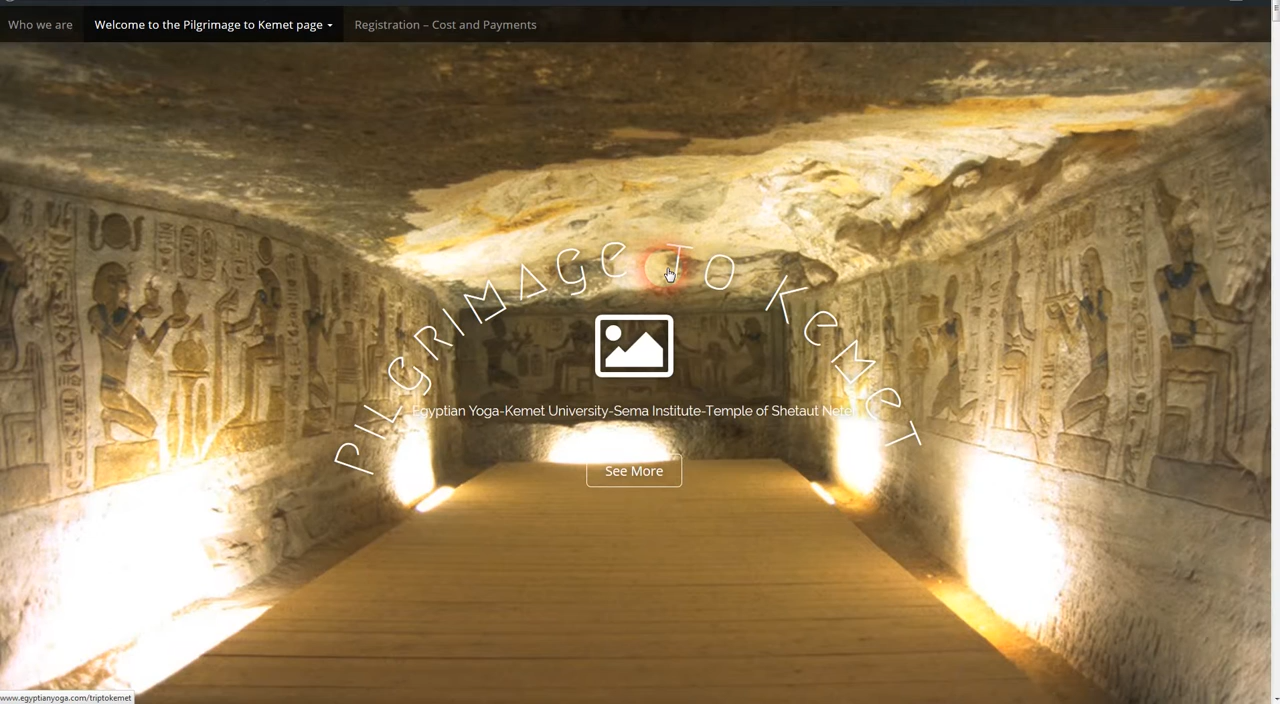 Who we are
Welcome to the Pilgrimage to Kemet page
Registration – Cost and Payments
PILgRIMAge To KeMeT
Egyptian Yoga-Kemet University-Sema Institute-Temple of Shetaut Neter
See More
www.egyptianyoga.com/triptokemet